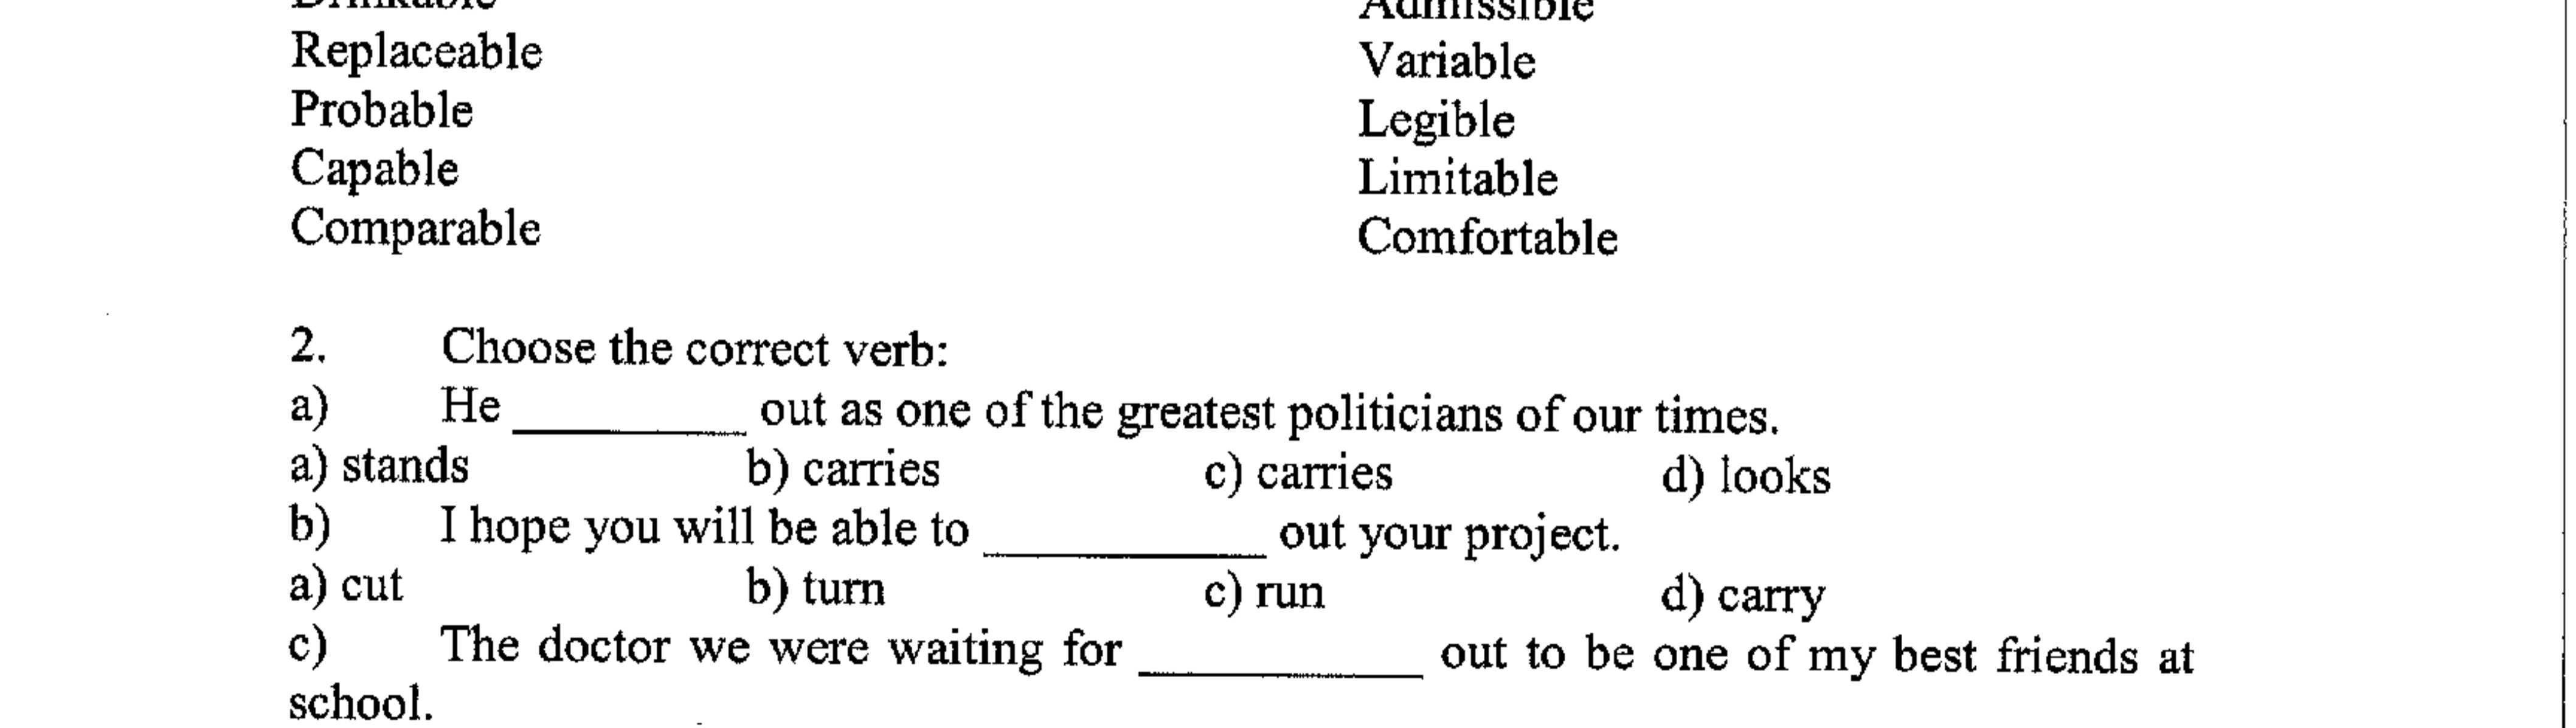 Drinkable Admissible
Replaceable Variable
Probable Legible
Capable Limitable
Comparable Comfortable
2. Choose the correct verb:
a) He __________ out as one of the greatest politicians of our times.
a) stands b) carries c) carries d) looks
b) I hope you will be able to ____________ out your project.
a) cut b) turn c) run d) carry
c) The doctor we were waiting for ____________ out to be one of my best friends at
school.